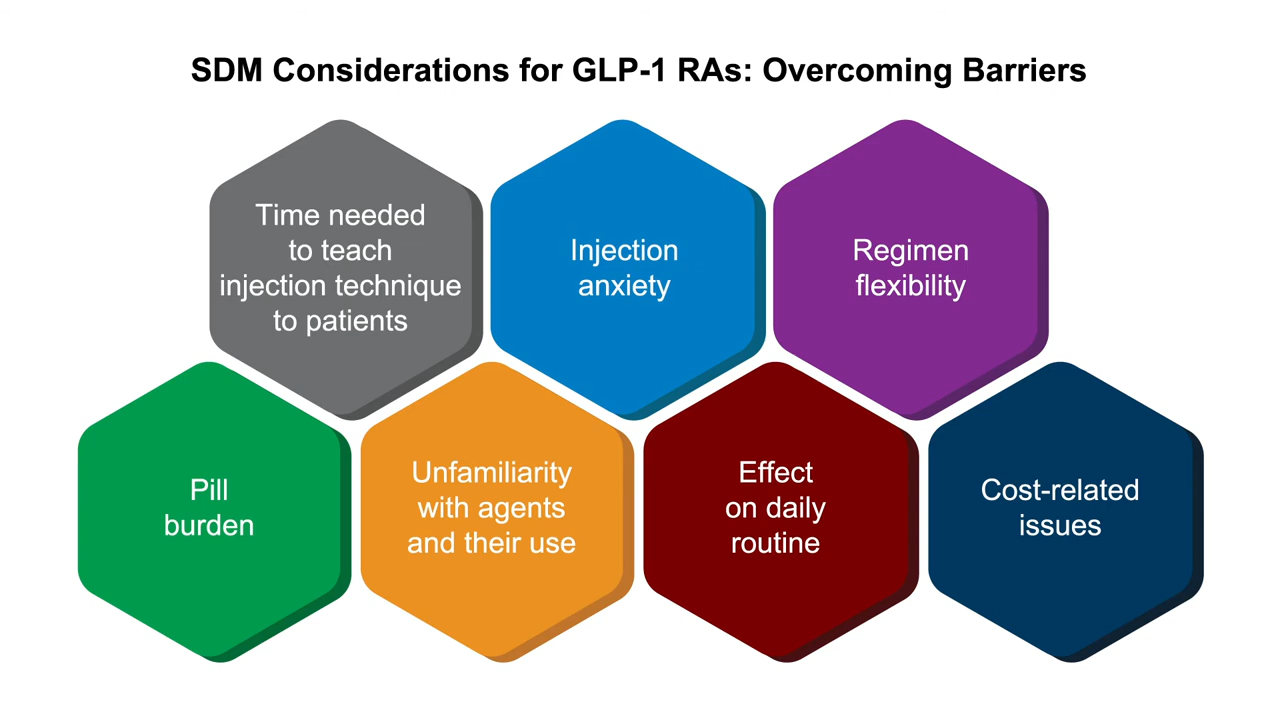 SDM Considerations for GLP-1 RAs: Overcoming Barriers
Time needed
to teach
injection technique
to patients
Injection
anxiety
Regimen
flexibility
Pill
burden
Unfamiliarity
with agents
and their use
Effect
on daily
routine
Cost-related
issues